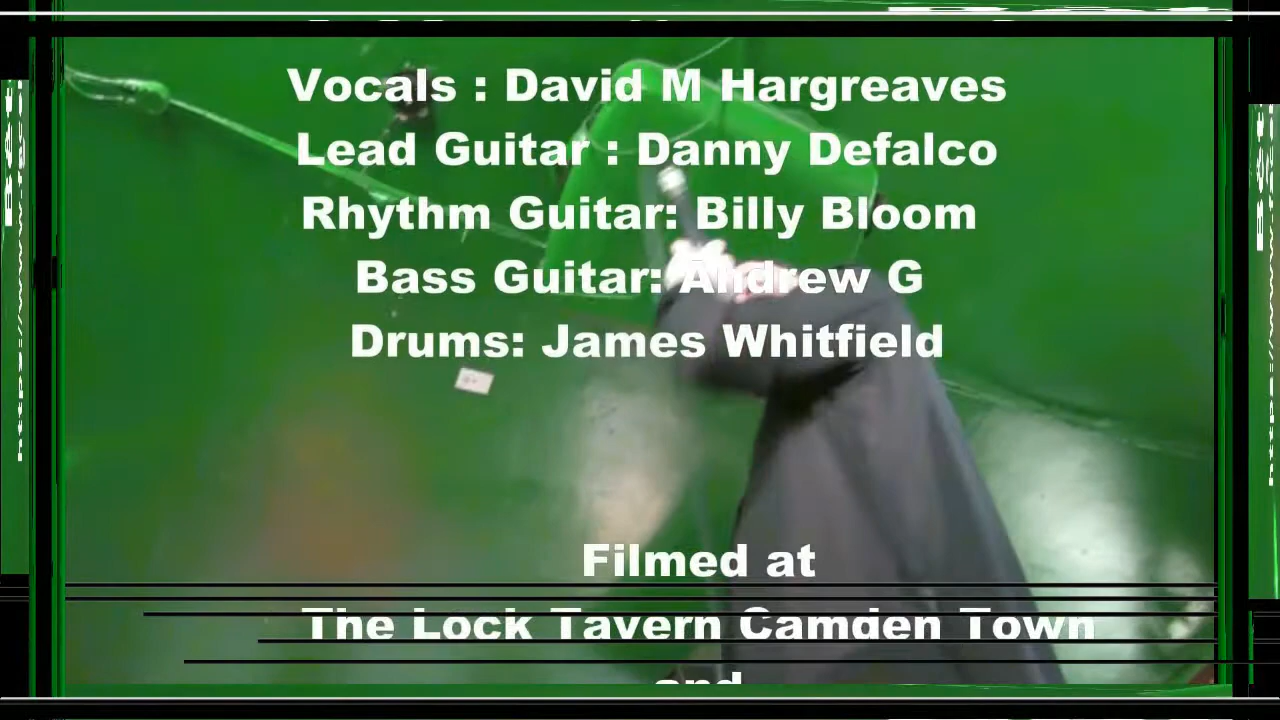 Vocals : David M Hargreaves
Lead Guitar : Danny Defalco
Rhythm Guitar: Billy Bloom
Bass Guitar: Andrew G
Drums: James Whitfield
Filmed at
The Lock Tavern Camden Town
and